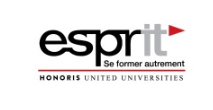 esprit
Se former autrement
HONORIS UNITED UNIVERSITIES